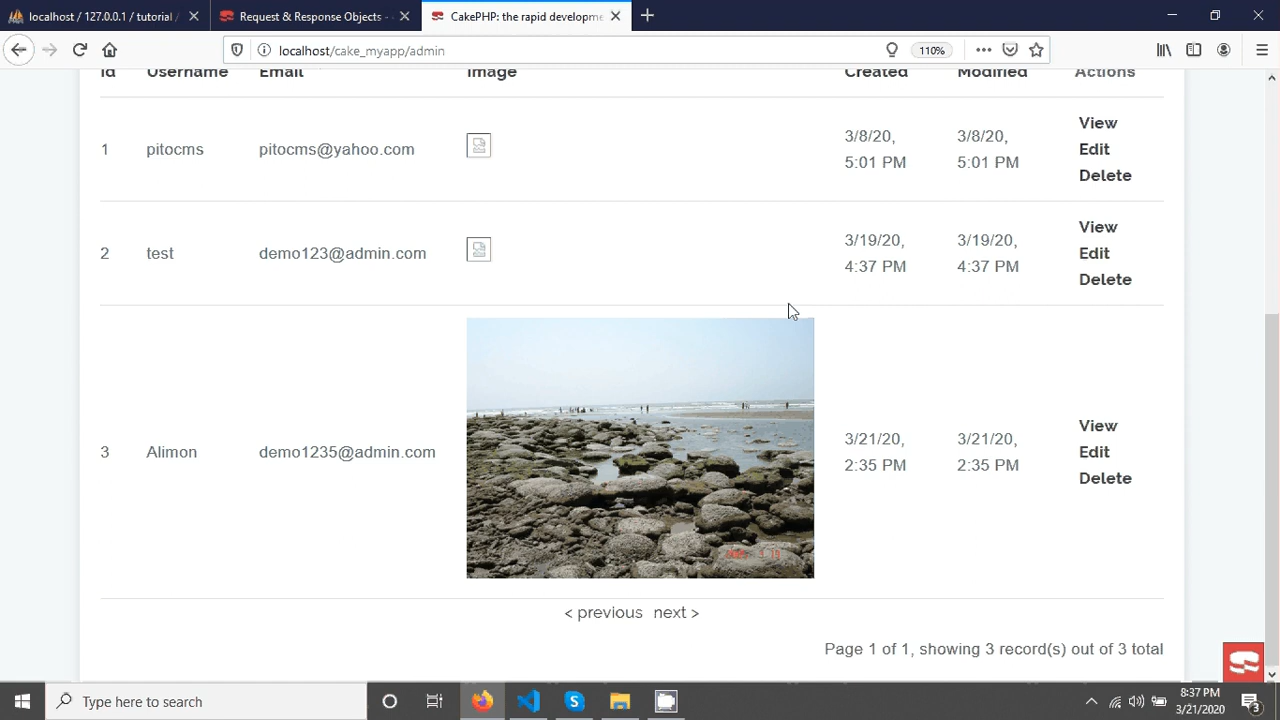 localhost / 127.0.0.1 / tutorial /
Request & Response Objects -
CakePHP: the rapid developme
localhost/cake_myapp/admin
110%
Id Username Email Image Created Modified Actions
1 pitocms pitocms@yahoo.com 3/8/20, 5:01 PM 3/8/20, 5:01 PM View Edit Delete
2 test demo123@admin.com 3/19/20, 4:37 PM 3/19/20, 4:37 PM View Edit Delete
3 Alimon demo1235@admin.com 3/21/20, 2:35 PM 3/21/20, 2:35 PM View Edit Delete
< previous next >
Page 1 of 1, showing 3 record(s) out of 3 total
Type here to search
8:37 PM
3/21/2020
3